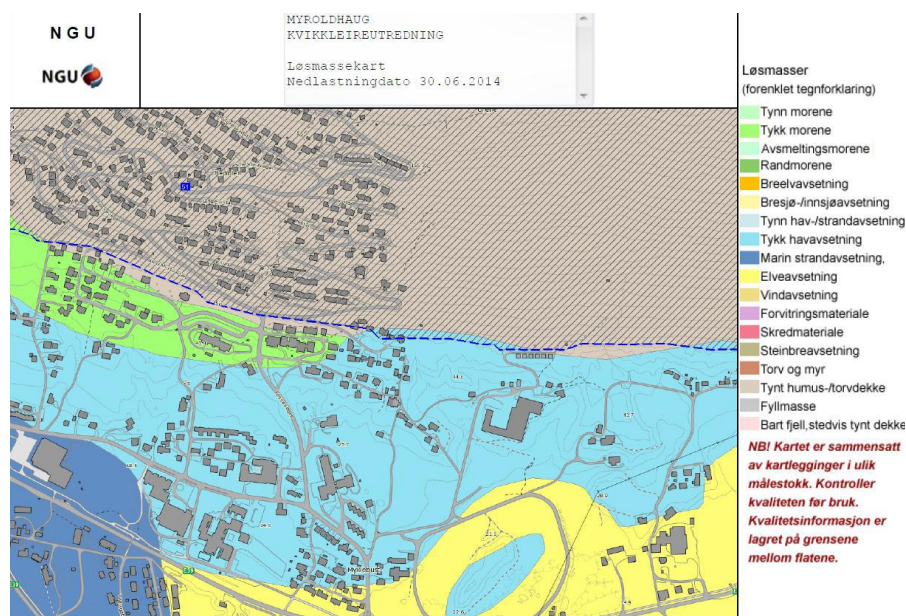 N G U
NGU
MYROLDHAUG
KVIKKLEIREUTREDNING
Løsmassekart
Nedlastningdato 30.06.2014
Løsmasser
(forenklet tegnforklaring)
Tynn morene
Tykk morene
Avsmeltingsmorene
Randmorene
Breelvavsetning
Bresjø-/innsjøavsetning
Tynn hav-/strandavsetning
Tykk havavsetning
Marin strandavsetning,
Elveavsetning
Vindavsetning
Forvitringsmateriale
Skredmateriale
Steinbreavsetning
Torv og myr
Tynt humus-/torvdekke
Fyllmasse
Bart fjell,stedvis tynt dekke
NB! Kartet er sammensatt
av kartlegginger i ulik
målestokk. Kontroller
kvaliteten før bruk.
Kvalitetsinformasjon er
lagret på grensene
mellom flatene.
Myrlebust